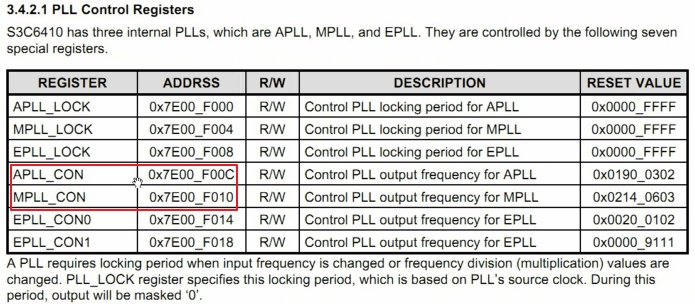 3.4.2.1 PLL Control Registers
S3C6410 has three internal PLLs, which are APLL, MPLL, and EPLL. They are controlled by the following seven
special registers.
REGISTER ADDRSS R/W DESCRIPTION RESET VALUE
APLL_LOCK 0x7E00_F000 R/W Control PLL locking period for APLL 0x0000_FFFF
MPLL_LOCK 0x7E00_F004 R/W Control PLL locking period for MPLL 0x0000_FFFF
EPLL_LOCK 0x7E00_F008 R/W Control PLL locking period for EPLL 0x0000_FFFF
APLL_CON 0x7E00_F00C R/W Control PLL output frequency for APLL 0x0190_0302
MPLL_CON 0x7E00_F010 R/W Control PLL output frequency for MPLL 0x0214_0603
EPLL_CON0 0x7E00_F014 R/W Control PLL output frequency for EPLL 0x0020_0102
EPLL_CON1 0x7E00_F018 R/W Control PLL output frequency for EPLL 0x0000_9111
A PLL requires locking period when input frequency is changed or frequency division (multiplication) values are
changed. PLL_LOCK register specifies this locking period, which is based on PLL's source clock. During this
period, output will be masked '0'.